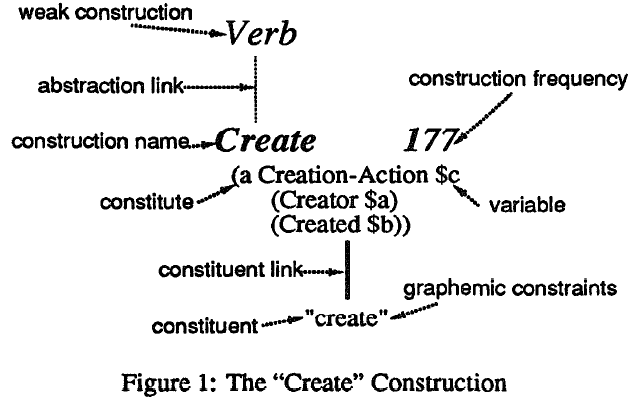 weak construction
Verb
abstraction link
construction frequency
construction name
Create 177
(a Creation-Action $c
constitute
(Creator $a)
variable
(Created $b))
constituent link
graphemic constraints
"create"
constituent
Figure 1: The “Create” Construction